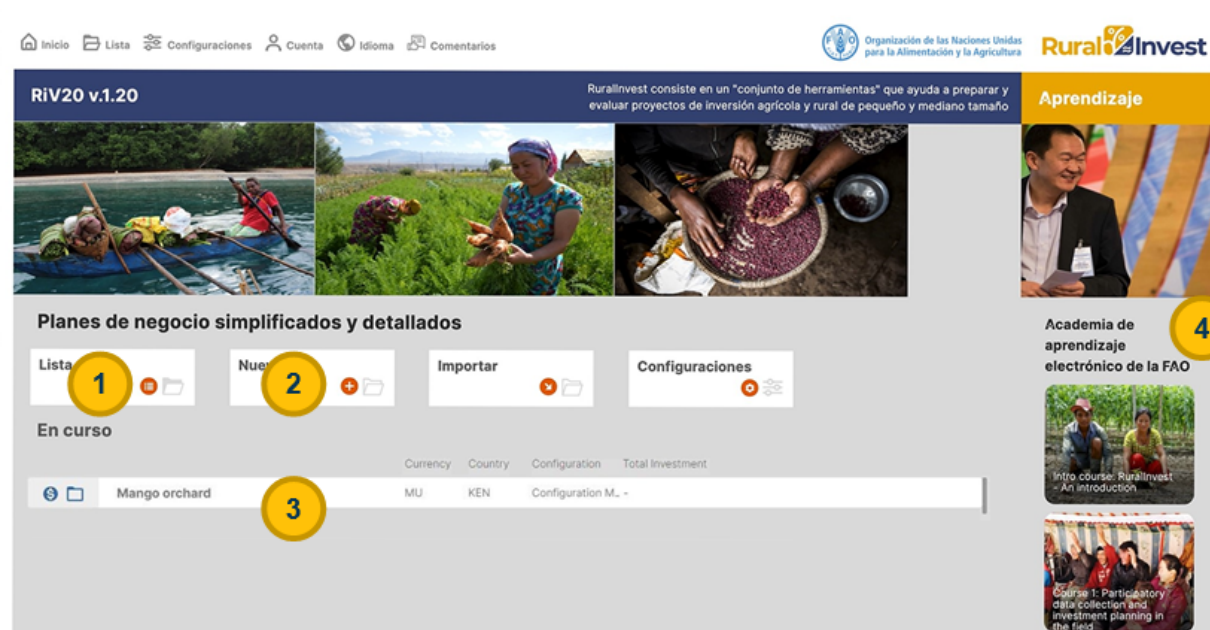 Inicio Lista Configuraciones Cuenta Idioma Comentarios
FAO
Organización de las Naciones Unidas
para la Alimentación y la Agricultura
RuralInvest
RiV20 v.1.20
RuralInvest consiste en un "conjunto de herramientas" que ayuda a preparar y
evaluar proyectos de inversión agrícola y rural de pequeño y mediano tamaño
Aprendizaje
Planes de negocio simplificados y detallados
Lista
1
2
Importar
Configuraciones
En curso
Currency Country Configuration Total Investment
Mango orchard
3
MU KEN Configuration M.. -
Academia de
aprendizaje
electrónico de la FAO
4
Intro course: RuralInvest
- An introduction
Course 1: Participatory
data collection and
investment planning in
the field